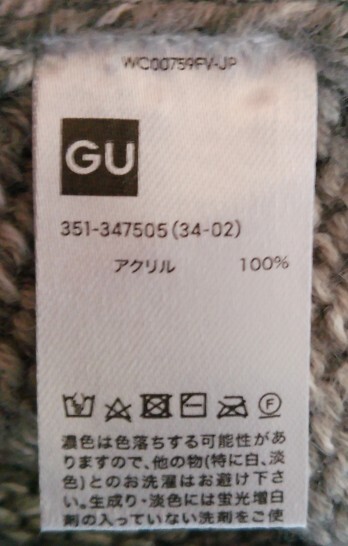 WC00759FV-JP
GU
351-347505(34-02)
アクリル 100%
濃色は色落ちする可能性があ
りますので、他の物(特に白、淡
色)とのお洗濯はお避け下さ
い。生成り・淡色には蛍光増白
剤の入っていない洗剤をご使